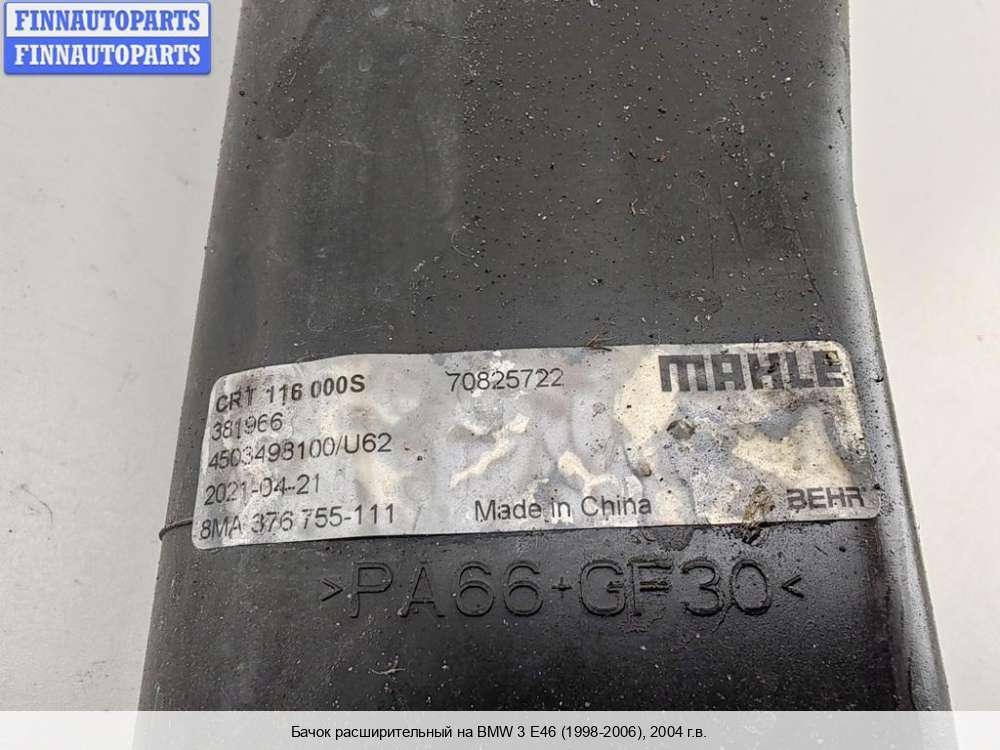 FINNAUTOPARTS
FINNAUTOPARTS
CRT 116 000S
70825722
MAHLE
381966
4503498100/U62
2021-04-21
8MA 376 755-111
Made in China
BEHR
>PA66+GF30<
Бачок расширительный на BMW 3 E46 (1998-2006), 2004 г.в.